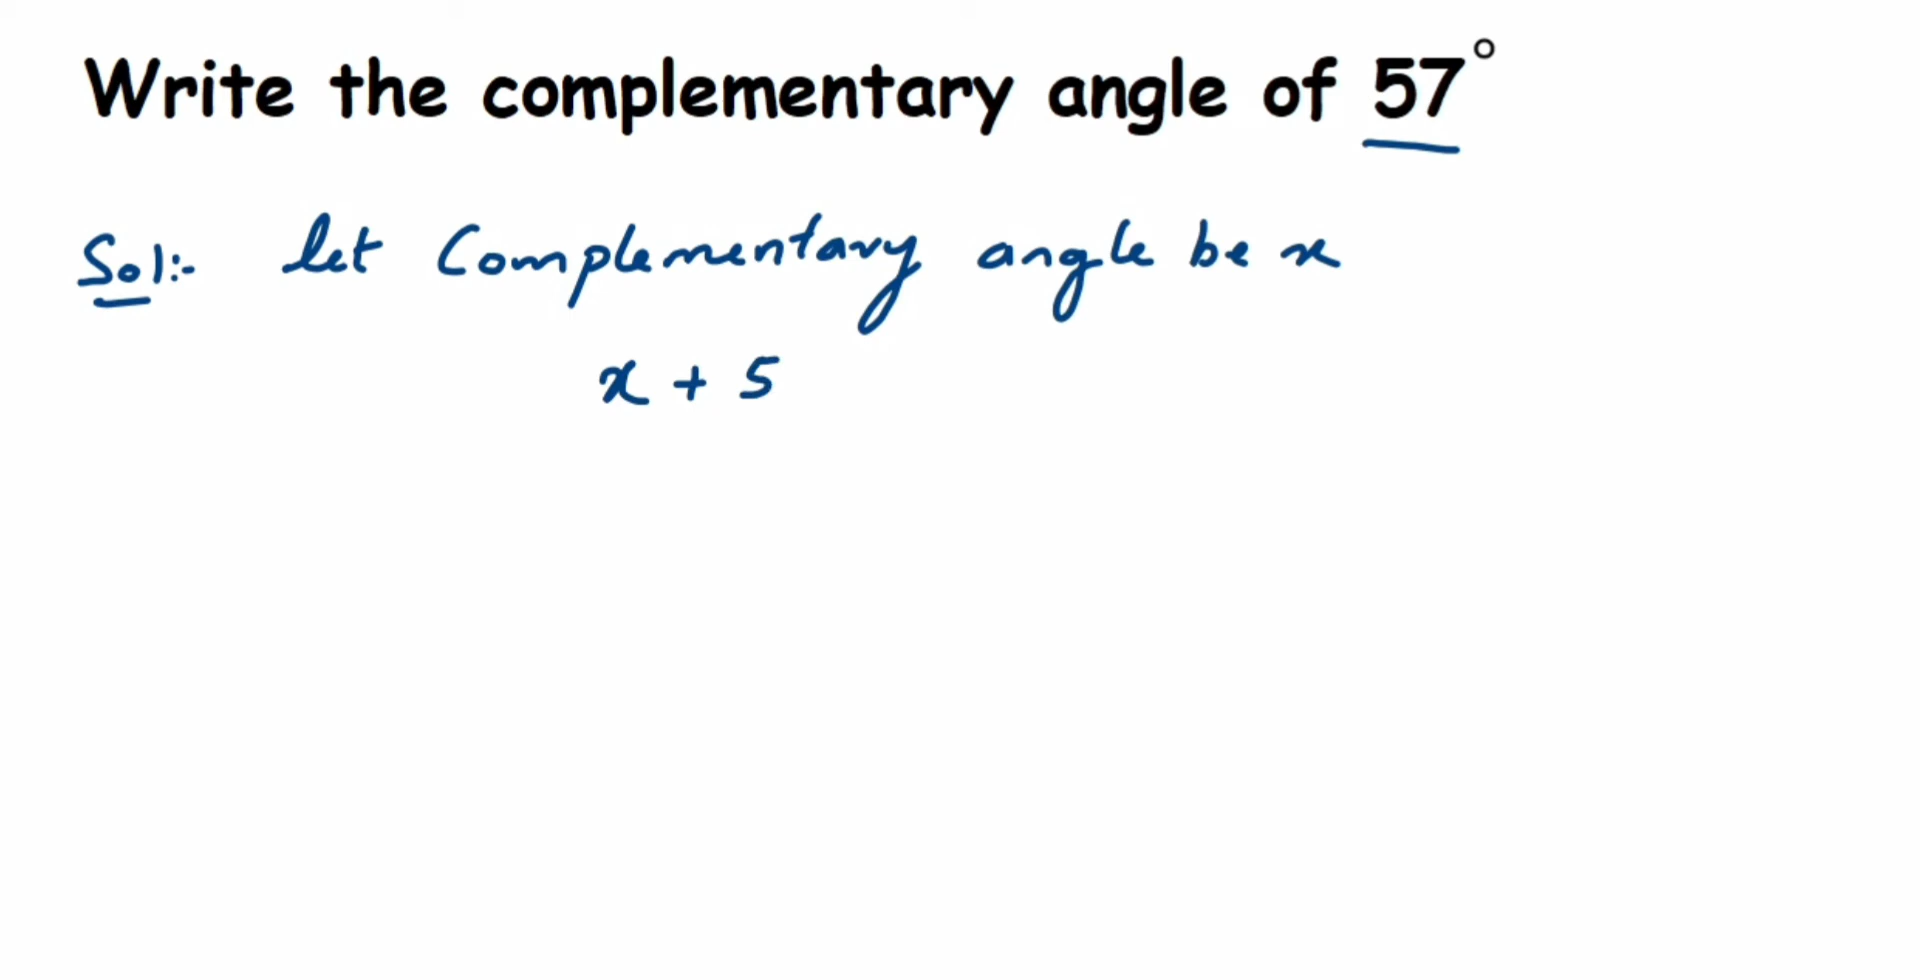 Write the complementary angle of 57°
Sol:- let Complementary angle be x
x + 5